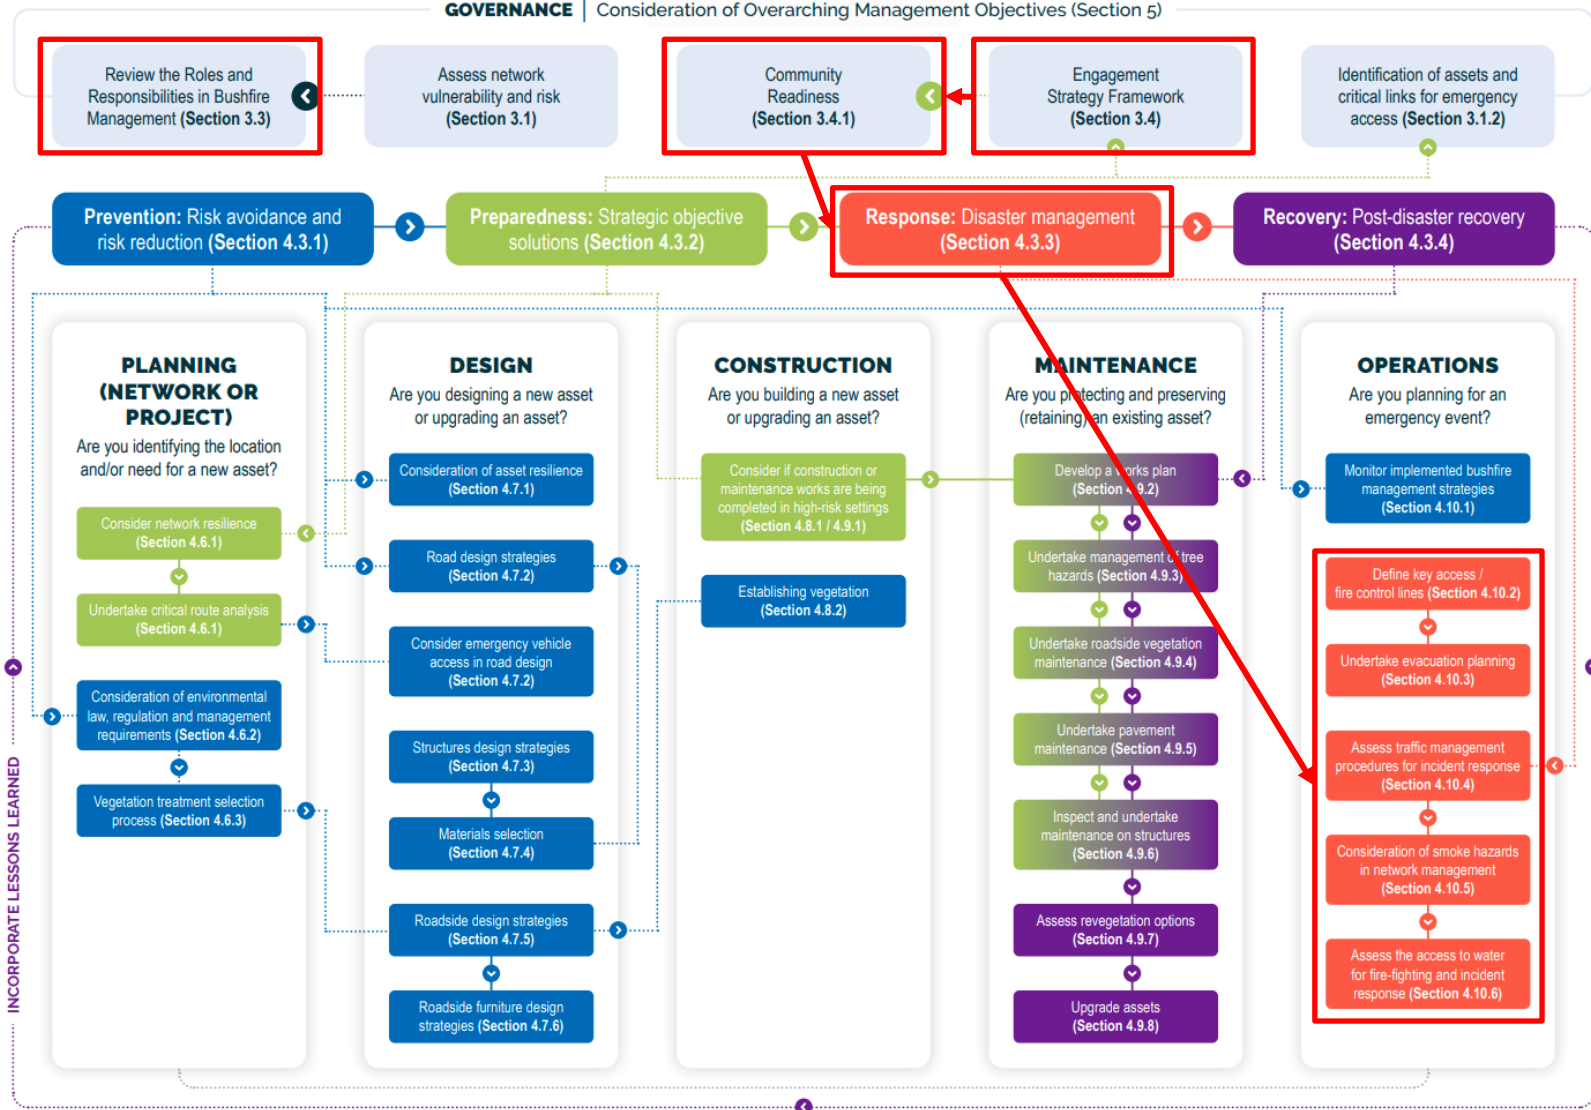 GOVERNANCE | Consideration of Overarching Management Objectives (Section 5)
Review the Roles and
Responsibilities in Bushfire
Management (Section 3.3)
Assess network
vulnerability and risk
(Section 3.1)
Community
Readiness
(Section 3.4.1)
Engagement
Strategy Framework
(Section 3.4)
Identification of assets and
critical links for emergency
access (Section 3.1.2)
Prevention: Risk avoidance and
risk reduction (Section 4.3.1)
Preparedness: Strategic objective
solutions (Section 4.3.2)
Response: Disaster management
(Section 4.3.3)
Recovery: Post-disaster recovery
(Section 4.3.4)
PLANNING
(NETWORK OR
PROJECT)
Are you identifying the location
and/or need for a new asset?
Consider network resilience
(Section 4.6.1)
Undertake critical route analysis
(Section 4.6.1)
Consideration of environmental
law, regulation and management
requirements (Section 4.6.2)
Vegetation treatment selection
process (Section 4.6.3)
DESIGN
Are you designing a new asset
or upgrading an asset?
Consideration of asset resilience
(Section 4.7.1)
Road design strategies
(Section 4.7.2)
Consider emergency vehicle
access in road design
(Section 4.7.2)
Structures design strategies
(Section 4.7.3)
Materials selection
(Section 4.7.4)
Roadside design strategies
(Section 4.7.5)
Roadside furniture design
strategies (Section 4.7.6)
CONSTRUCTION
Are you building a new asset
or upgrading an asset?
Consider if construction or
maintenance works are being
completed in high-risk settings
(Section 4.8.1 / 4.9.1)
Establishing vegetation
(Section 4.8.2)
MAINTENANCE
Are you protecting and preserving
(retaining) an existing asset?
Develop a works plan
(Section 4.9.2)
Undertake management of tree
hazards (Section 4.9.3)
Undertake roadside vegetation
maintenance (Section 4.9.4)
Undertake pavement
maintenance (Section 4.9.5)
Inspect and undertake
maintenance on structures
(Section 4.9.6)
Assess revegetation options
(Section 4.9.7)
Upgrade assets
(Section 4.9.8)
OPERATIONS
Are you planning for an
emergency event?
Monitor implemented bushfire
management strategies
(Section 4.10.1)
Define key access /
fire control lines (Section 4.10.2)
Undertake evacuation planning
(Section 4.10.3)
Assess traffic management
procedures for incident response
(Section 4.10.4)
Consideration of smoke hazards
in network management
(Section 4.10.5)
Assess the access to water
for fire-fighting and incident
response (Section 4.10.6)
INCORPORATE LESSONS LEARNED